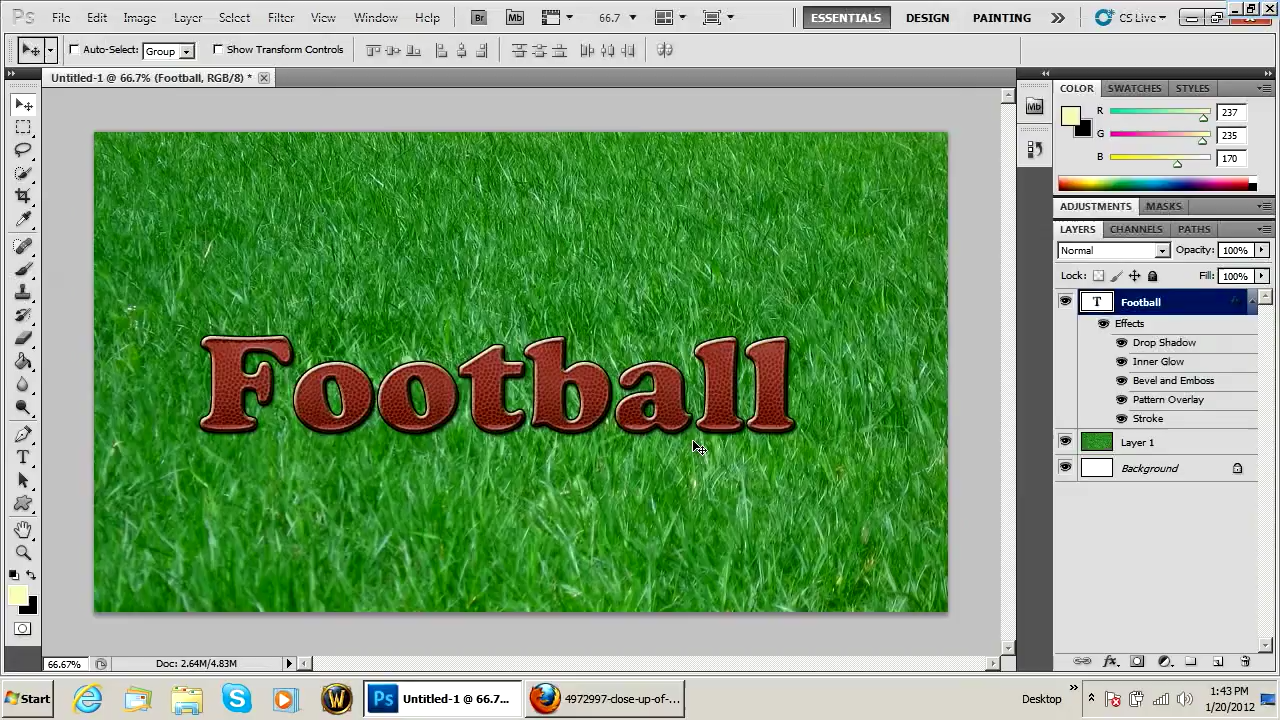 Ps File Edit Image Layer Select Filter View Window Help Br Mb 66.7 ESSENTIALS DESIGN PAINTING CS Live
Auto-Select: Group Show Transform Controls
Untitled-1 @ 66.7% (Football, RGB/8) *
COLOR SWATCHES STYLES
Mb
R 237
G 235
B 170
ADJUSTMENTS MASKS
LAYERS CHANNELS PATHS
Normal Opacity: 100%
Lock: Fill: 100%
T Football
Effects
Drop Shadow
Inner Glow
Bevel and Emboss
Pattern Overlay
Stroke
Layer 1
Background
Football
66.67% Doc: 2.64M/4.83M
Start Ps Untitled-1 @ 66.7... 4972997-close-up-of-... Desktop 1:43 PM
1/20/2012